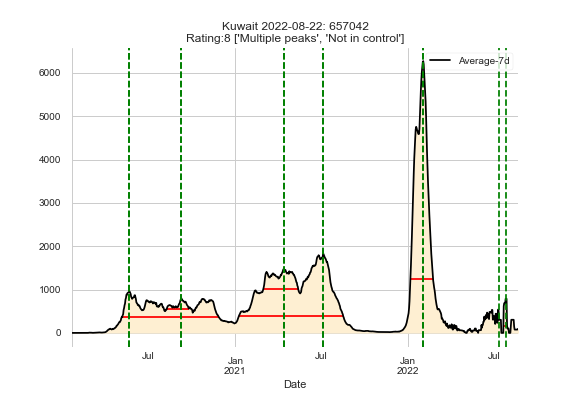 Kuwait 2022-08-22: 657042
Rating:8 ['Multiple peaks', 'Not in control']
Average-7d
6000
5000
4000
3000
2000
1000
0
Jul
Jan
2021
Jul
Jan
2022
Jul
Date